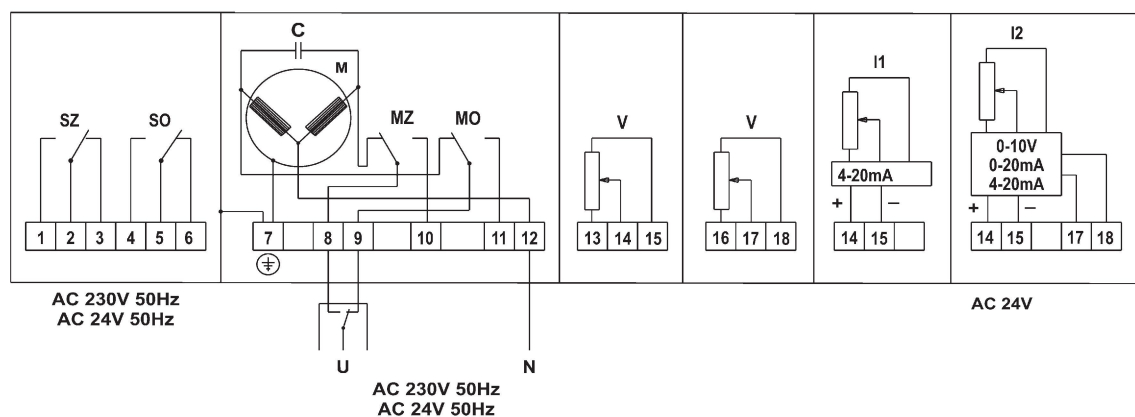 C
M
SZ
SO
MZ
MO
V
V
I1
I2
0-10V
0-20mA
4-20mA
4-20mA
+
–
+
–
1 2 3 4 5 6
7 8 9 10 11 12
13 14 15
16 17 18
14 15
14 15 17 18
AC 230V 50Hz
AC 24V 50Hz
AC 24V
U
N
AC 230V 50Hz
AC 24V 50Hz